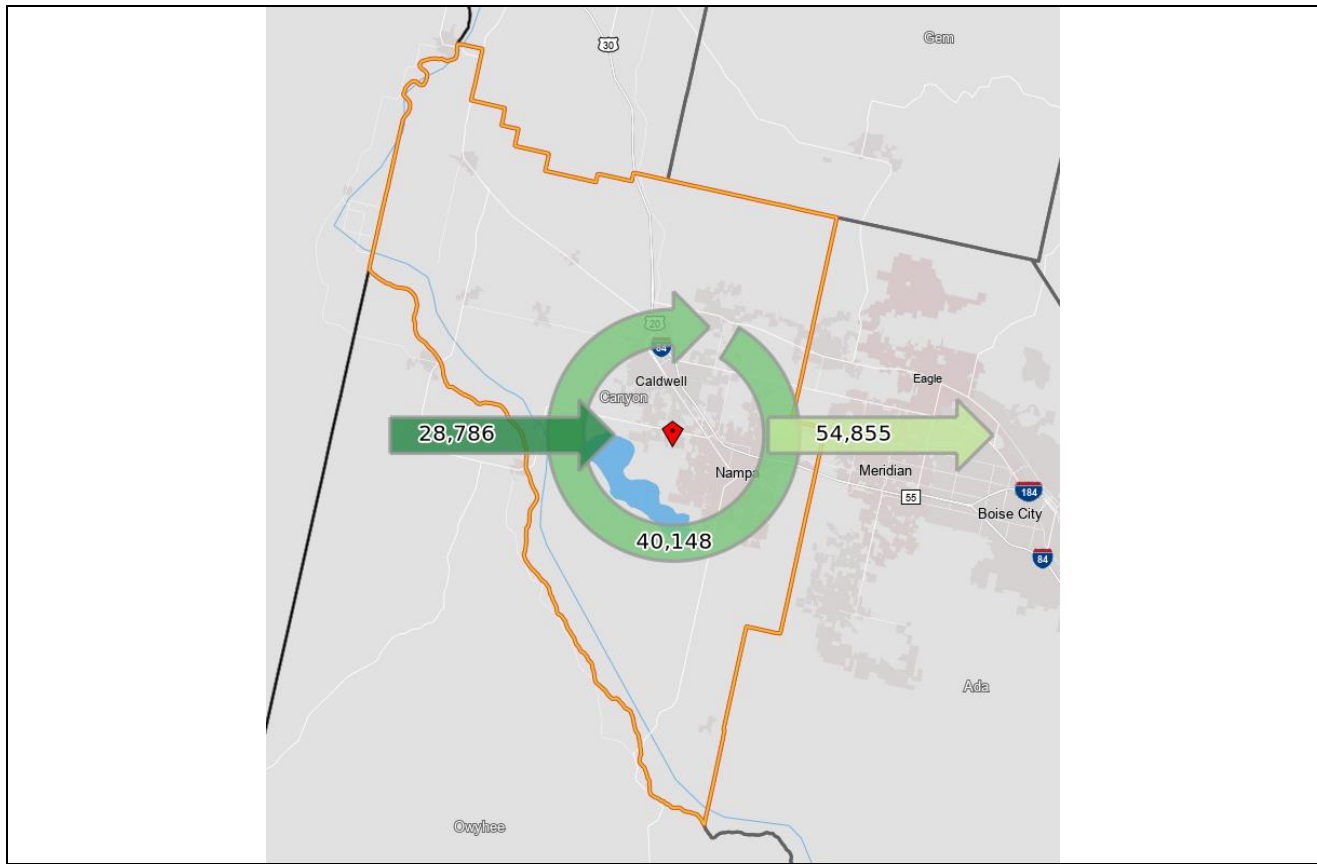 Gem
30
20
84
Caldwell
Eagle
Canyon
28,786
54,855
Nampa
Meridian
184
55
Boise City
40,148
84
Ada
Owyhee